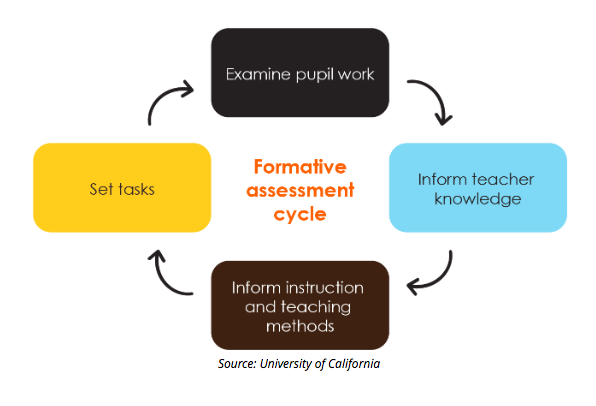 Examine pupil work
Set tasks
Formative
assessment
cycle
Inform teacher
knowledge
Inform instruction
and teaching
methods
Source: University of California